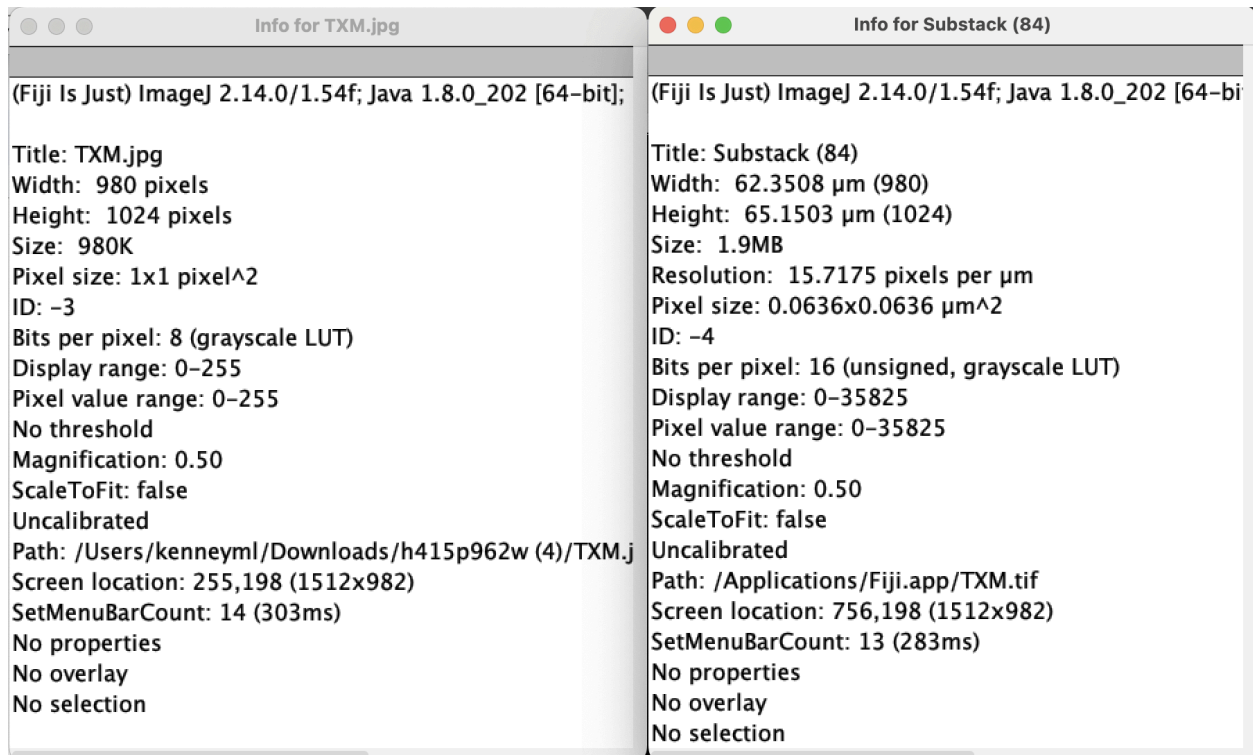 Info for TXM.jpg
(Fiji Is Just) ImageJ 2.14.0/1.54f; Java 1.8.0_202 [64-bit];
Title: TXM.jpg
Width:  980 pixels
Height:  1024 pixels
Size:  980K
Pixel size: 1x1 pixel^2
ID: -3
Bits per pixel: 8 (grayscale LUT)
Display range: 0-255
Pixel value range: 0-255
No threshold
Magnification: 0.50
ScaleToFit: false
Uncalibrated
Path: /Users/kenneyml/Downloads/h415p962w (4)/TXM.j
Screen location: 255,198 (1512x982)
SetMenuBarCount: 14 (303ms)
No properties
No overlay
No selection
Info for Substack (84)
(Fiji Is Just) ImageJ 2.14.0/1.54f; Java 1.8.0_202 [64-bi
Title: Substack (84)
Width:  62.3508 µm (980)
Height:  65.1503 µm (1024)
Size:  1.9MB
Resolution:  15.7175 pixels per µm
Pixel size: 0.0636x0.0636 µm^2
ID: -4
Bits per pixel: 16 (unsigned, grayscale LUT)
Display range: 0-35825
Pixel value range: 0-35825
No threshold
Magnification: 0.50
ScaleToFit: false
Uncalibrated
Path: /Applications/Fiji.app/TXM.tif
Screen location: 756,198 (1512x982)
SetMenuBarCount: 13 (283ms)
No properties
No overlay
No selection